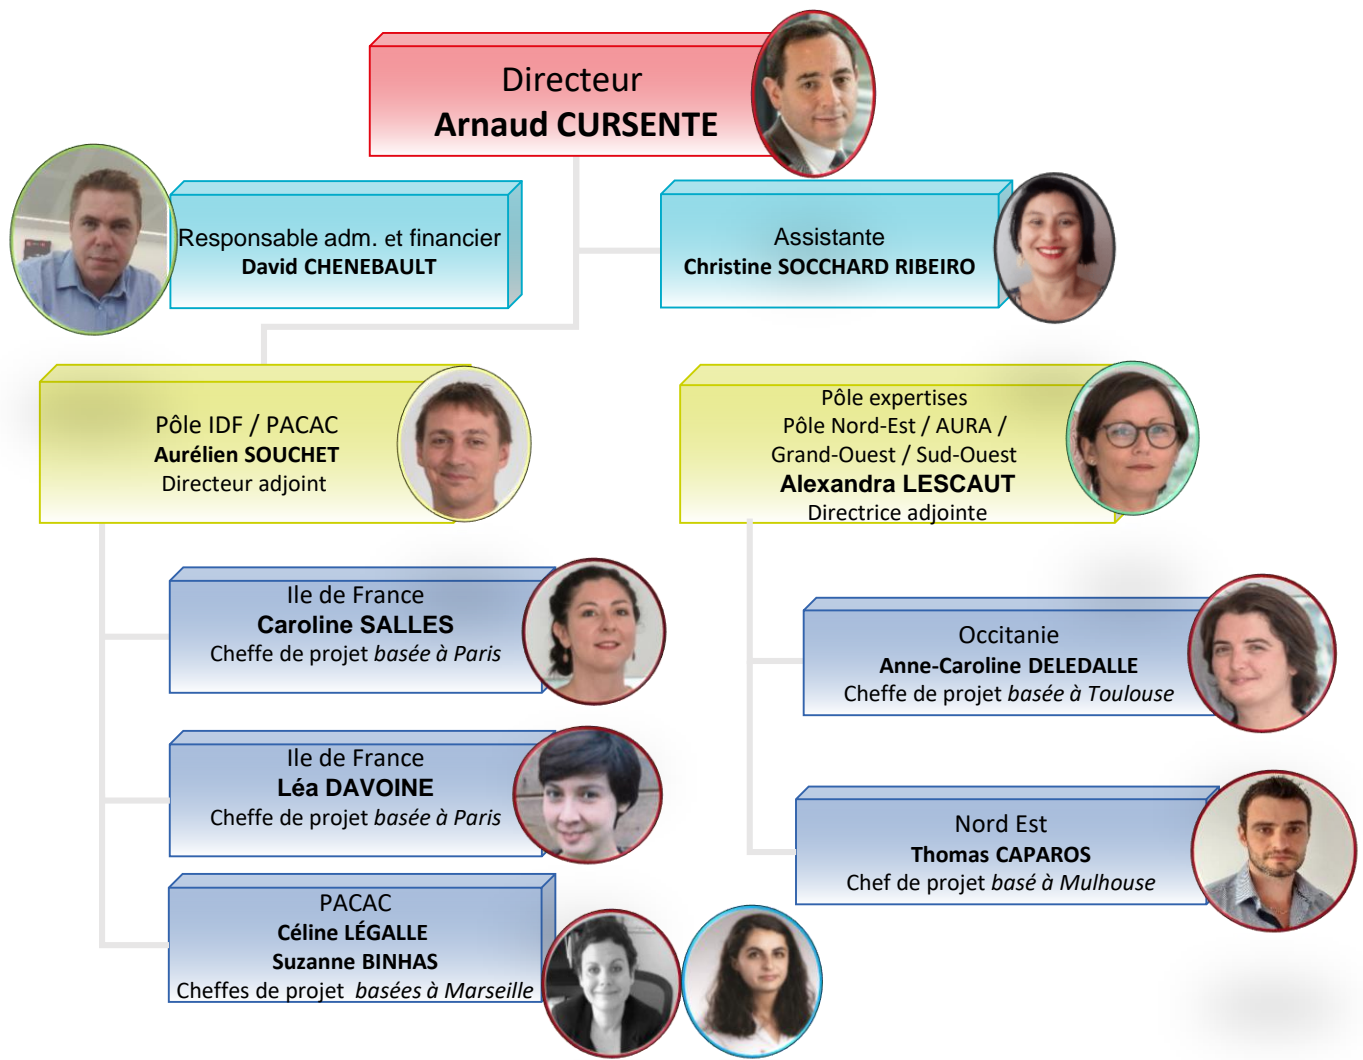 Directeur
Arnaud CURSENTE
Responsable adm. et financier
David CHENEBAULT
Assistante
Christine SOCCHARD RIBEIRO
Pôle IDF / PACAC
Aurélien SOUCHET
Directeur adjoint
Pôle expertises
Pôle Nord-Est / AURA /
Grand-Ouest / Sud-Ouest
Alexandra LESCAUT
Directrice adjointe
Ile de France
Caroline SALLES
Cheffe de projet basée à Paris
Ile de France
Léa DAVOINE
Cheffe de projet basée à Paris
PACAC
Céline LÉGALLE
Suzanne BINHAS
Cheffes de projet basées à Marseille
Occitanie
Anne-Caroline DELEDALLE
Cheffe de projet basée à Toulouse
Nord Est
Thomas CAPAROS
Chef de projet basé à Mulhouse